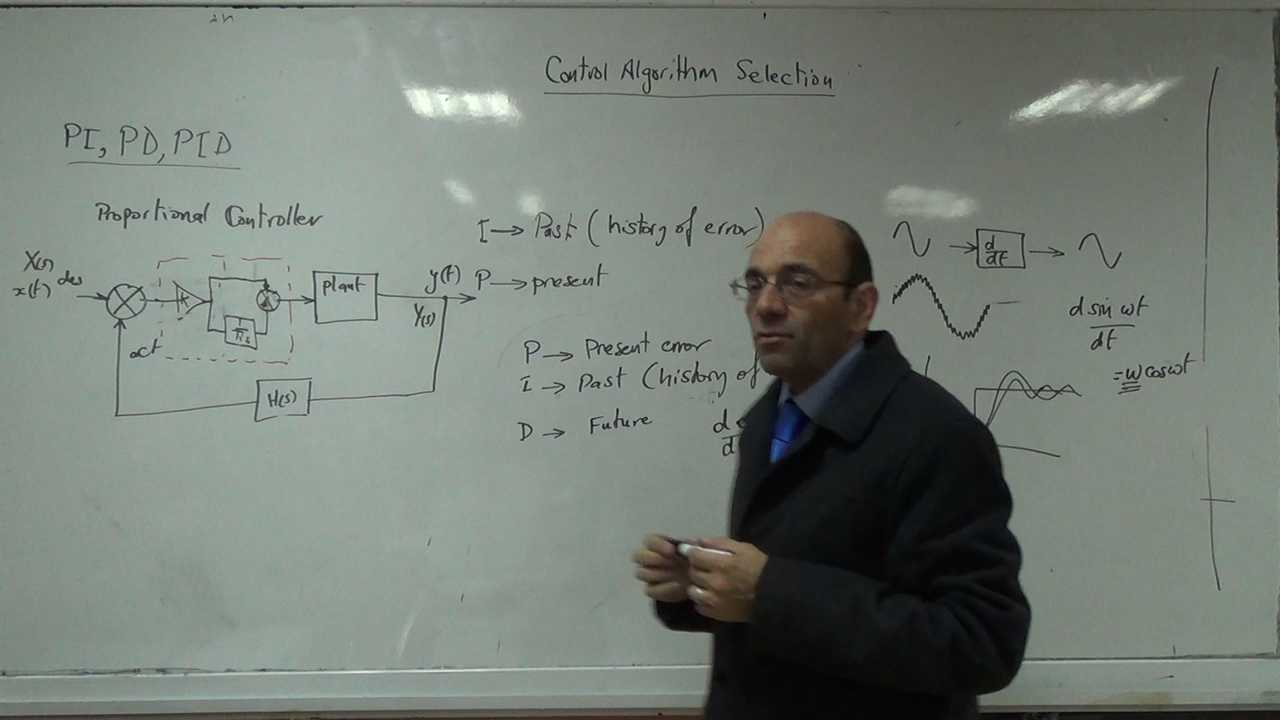 Control Algorithm Selection
PI, PD, PID
Proportional Controller
I → Past (history of error)
P → present
X(s)
x(t) des
K
plant
y(t)
Y(s)
act
H(s)
P → Present error
I → Past (history of
D → Future
d
dt
d sin ωt
dt
= ω cos ωt